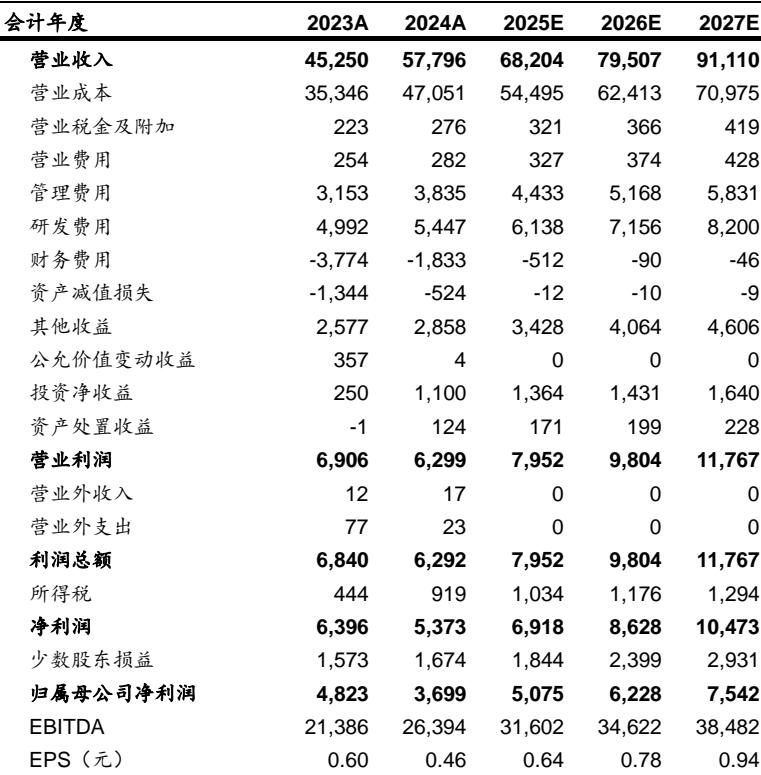 会计年度 2023A 2024A 2025E 2026E 2027E
营业收入 45,250 57,796 68,204 79,507 91,110
营业成本 35,346 47,051 54,495 62,413 70,975
营业税金及附加 223 276 321 366 419
营业费用 254 282 327 374 428
管理费用 3,153 3,835 4,433 5,168 5,831
研发费用 4,992 5,447 6,138 7,156 8,200
财务费用 -3,774 -1,833 -512 -90 -46
资产减值损失 -1,344 -524 -12 -10 -9
其他收益 2,577 2,858 3,428 4,064 4,606
公允价值变动收益 357 4 0 0 0
投资净收益 250 1,100 1,364 1,431 1,640
资产处置收益 -1 124 171 199 228
营业利润 6,906 6,299 7,952 9,804 11,767
营业外收入 12 17 0 0 0
营业外支出 77 23 0 0 0
利润总额 6,840 6,292 7,952 9,804 11,767
所得税 444 919 1,034 1,176 1,294
净利润 6,396 5,373 6,918 8,628 10,473
少数股东损益 1,573 1,674 1,844 2,399 2,931
归属母公司净利润 4,823 3,699 5,075 6,228 7,542
EBITDA 21,386 26,394 31,602 34,622 38,482
EPS（元） 0.60 0.46 0.64 0.78 0.94